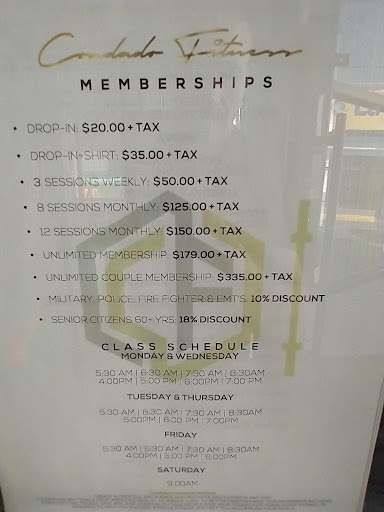 Condado Fitness
MEMBERSHIPS
• DROP-IN: $20.00 + TAX
• DROP-IN+SHIRT: $35.00 + TAX
• 3 SESSIONS WEEKLY: $50.00 + TAX
• 8 SESSIONS MONTHLY: $125.00 + TAX
• 12 SESSIONS MONTHLY: $150.00 + TAX
• UNLIMITED MEMBERSHIP: $179.00 + TAX
• UNLIMITED COUPLE MEMBERSHIP: $335.00 + TAX
• MILITARY, POLICE, FIRE FIGHTER & EMT'S: 10% DISCOUNT
• SENIOR CITIZENS 60+ YRS: 18% DISCOUNT
CLASS SCHEDULE
MONDAY & WEDNESDAY
5:30 AM | 6:30 AM | 7:30 AM | 8:30AM
4:00PM | 5:00 PM | 6:00PM | 7:00 PM
TUESDAY & THURSDAY
5:30 AM | 6:30 AM | 7:30 AM | 8:30AM
5:00PM | 6:00 PM | 7:00PM
FRIDAY
5:30 AM | 6:30 AM | 7:30 AM | 8:30AM
4:00PM | 5:00 PM | 6:00PM
SATURDAY
9:00AM